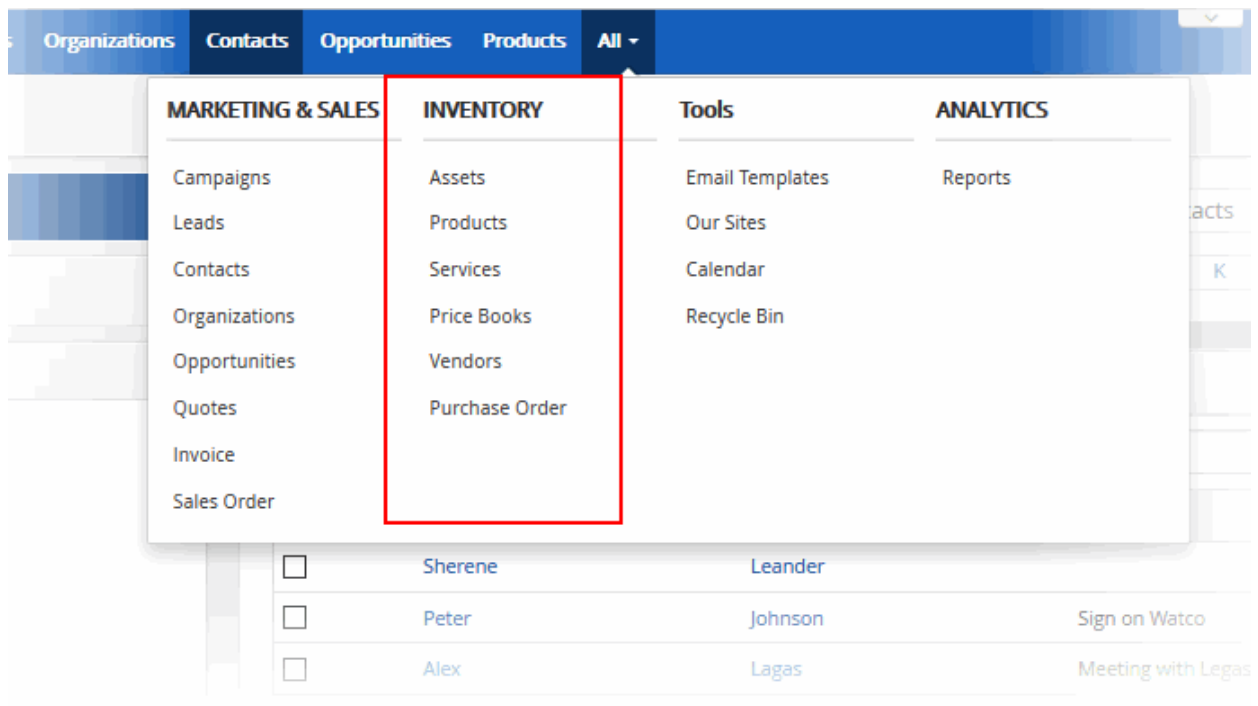 Organizations Contacts Opportunities Products All
MARKETING & SALES INVENTORY Tools ANALYTICS
Campaigns Assets Email Templates Reports
Leads Products Our Sites
Contacts Services Calendar K
Organizations Price Books Recycle Bin
Opportunities Vendors
Quotes Purchase Order
Invoice
Sales Order
Sherene Leander
Peter Johnson Sign on Watco
Alex Lagas Meeting with Legas